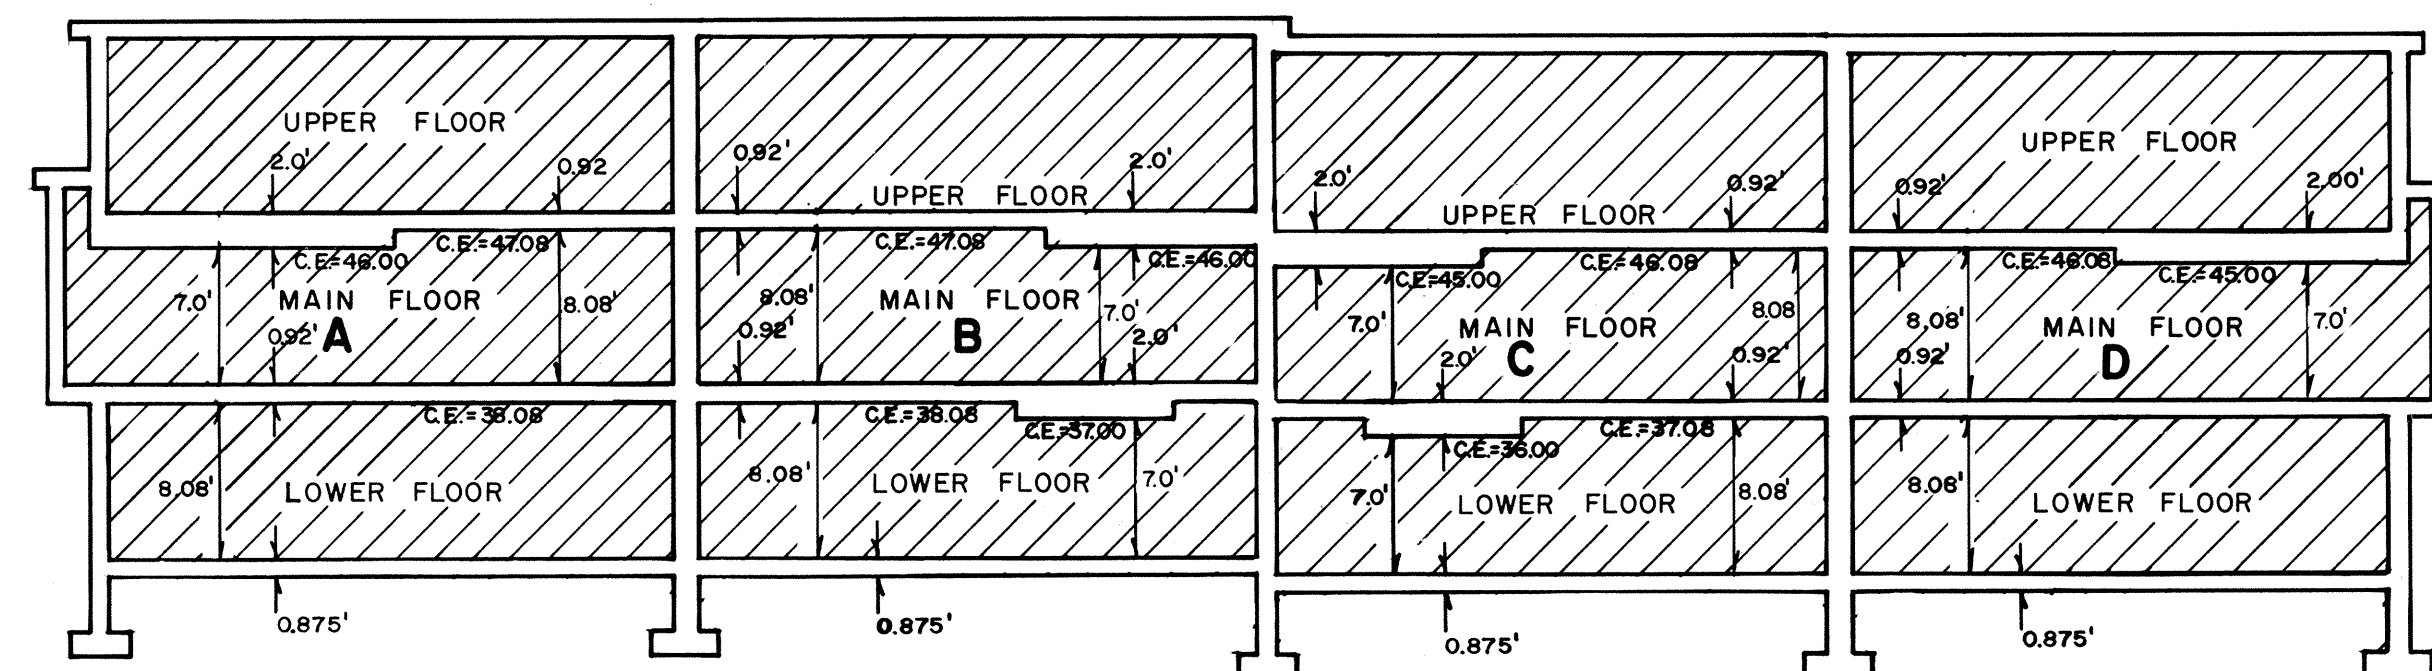 UPPER FLOOR
2.0'
0.92
C.E.=47.08
C.E.=46.00
7.0'
MAIN FLOOR
8.08'
0.92'
A
C.E.=38.08
8.08'
LOWER FLOOR
0.875'
0.92'
2.0'
UPPER FLOOR
C.E.=47.08
C.E.=46.00
8.08'
MAIN FLOOR
7.0'
0.92'
B
2.0'
C.E.=38.08
C.E.=37.00
8.08'
LOWER FLOOR
7.0'
0.875'
2.0'
0.92'
UPPER FLOOR
C.E.=46.08
C.E.=45.00
7.0'
MAIN FLOOR
8.08
2.0'
C
0.92'
C.E.=37.08
C.E.=36.00
7.0'
LOWER FLOOR
8.08'
0.875'
UPPER FLOOR
0.92'
2.00'
C.E.=46.08
C.E.=45.00
8.08'
MAIN FLOOR
7.0'
0.92'
D
8.08'
LOWER FLOOR
0.875'